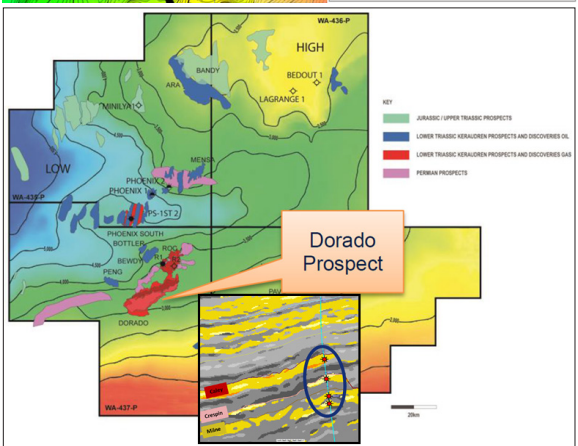 WA-436-P
HIGH
BANDY
ARA
BEDOUT 1
LAGRANGE 1
MINILYA 1
KEY
JURASSIC / UPPER TRIASSIC PROSPECTS
LOWER TRIASSIC KERAUDREN PROSPECTS AND DISCOVERIES OIL
LOWER TRIASSIC KERAUDREN PROSPECTS AND DISCOVERIES GAS
PERMIAN PROSPECTS
LOW
MENSA
PHOENIX 2
PHOENIX 1
WA-435-P
PS-1ST 2
PHOENIX SOUTH
BOTTLER
ROC
BEWDY
R1
PENG
PAV
DORADO
Dorado
Prospect
Caley
Crespin
Milne
WA-437-P
20km